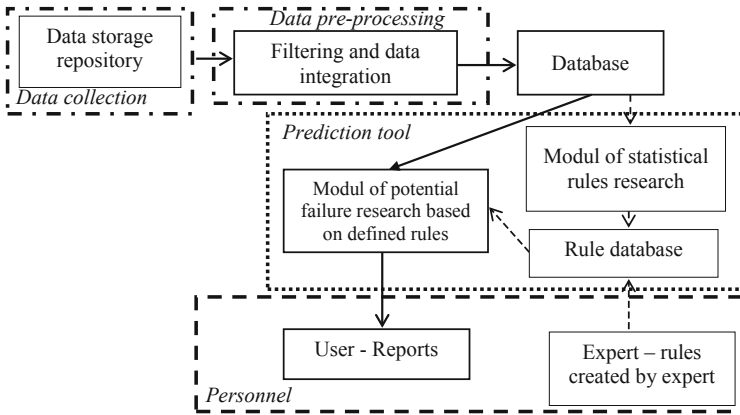 Data pre-processing
Data storage
repository
Data collection
Filtering and data
integration
Database
Prediction tool
Modul of statistical
rules research
Modul of potential
failure research based
on defined rules
Rule database
User - Reports
Expert – rules
created by expert
Personnel